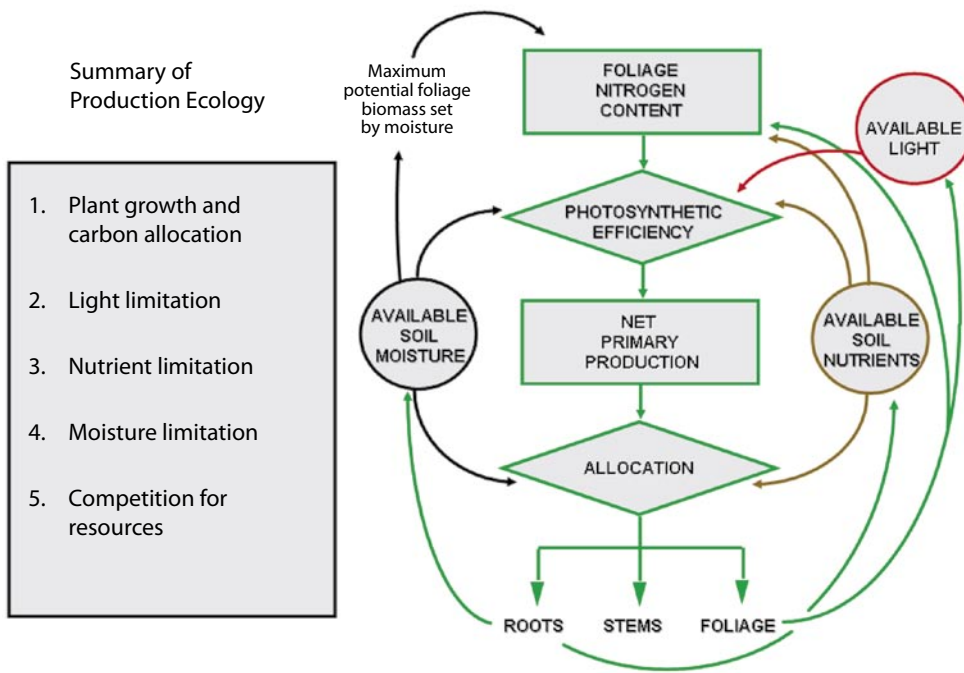 Summary of
Production Ecology
1. Plant growth and
carbon allocation
2. Light limitation
3. Nutrient limitation
4. Moisture limitation
5. Competition for
resources
Maximum
potential foliage
biomass set
by moisture
FOLIAGE
NITROGEN
CONTENT
AVAILABLE
LIGHT
PHOTOSYNTHETIC
EFFICIENCY
AVAILABLE
SOIL
MOISTURE
NET
PRIMARY
PRODUCTION
AVAILABLE
SOIL
NUTRIENTS
ALLOCATION
ROOTS STEMS FOLIAGE